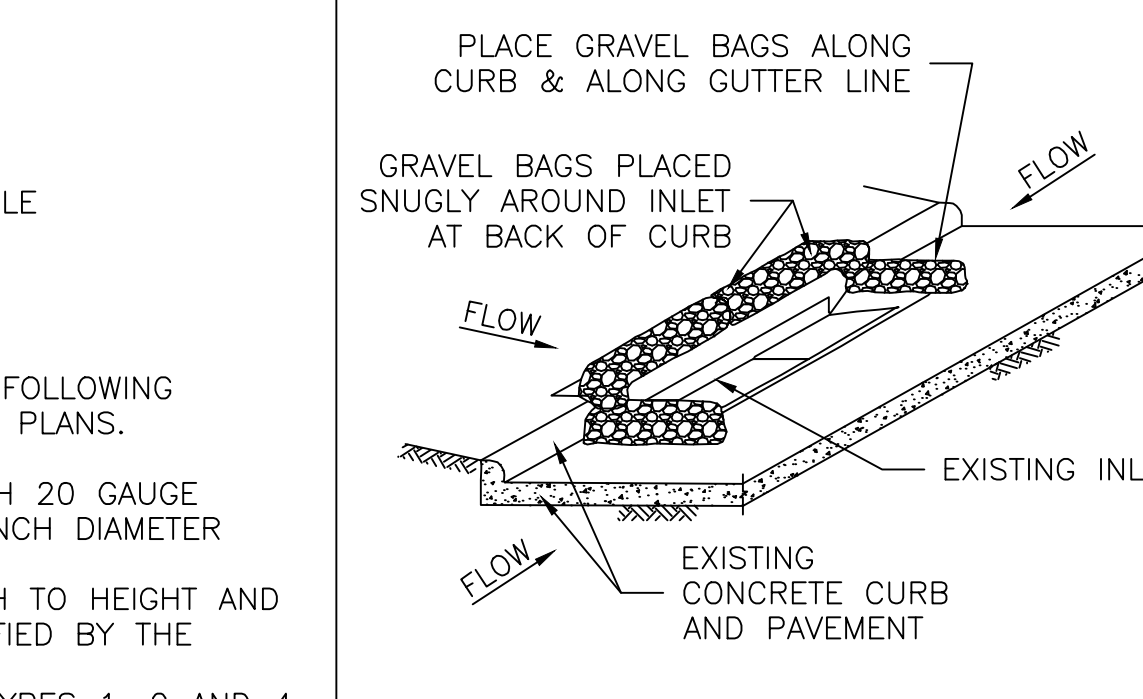 LE
FOLLOWING
PLANS.
20 GAUGE
DIAMETER
TO HEIGHT AND
BY THE
PLACE GRAVEL BAGS ALONG
CURB & ALONG GUTTER LINE
GRAVEL BAGS PLACED
SNUGLY AROUND INLET
AT BACK OF CURB
FLOW
FLOW
EXISTING
FLOW
EXISTING
CONCRETE CURB
AND PAVEMENT